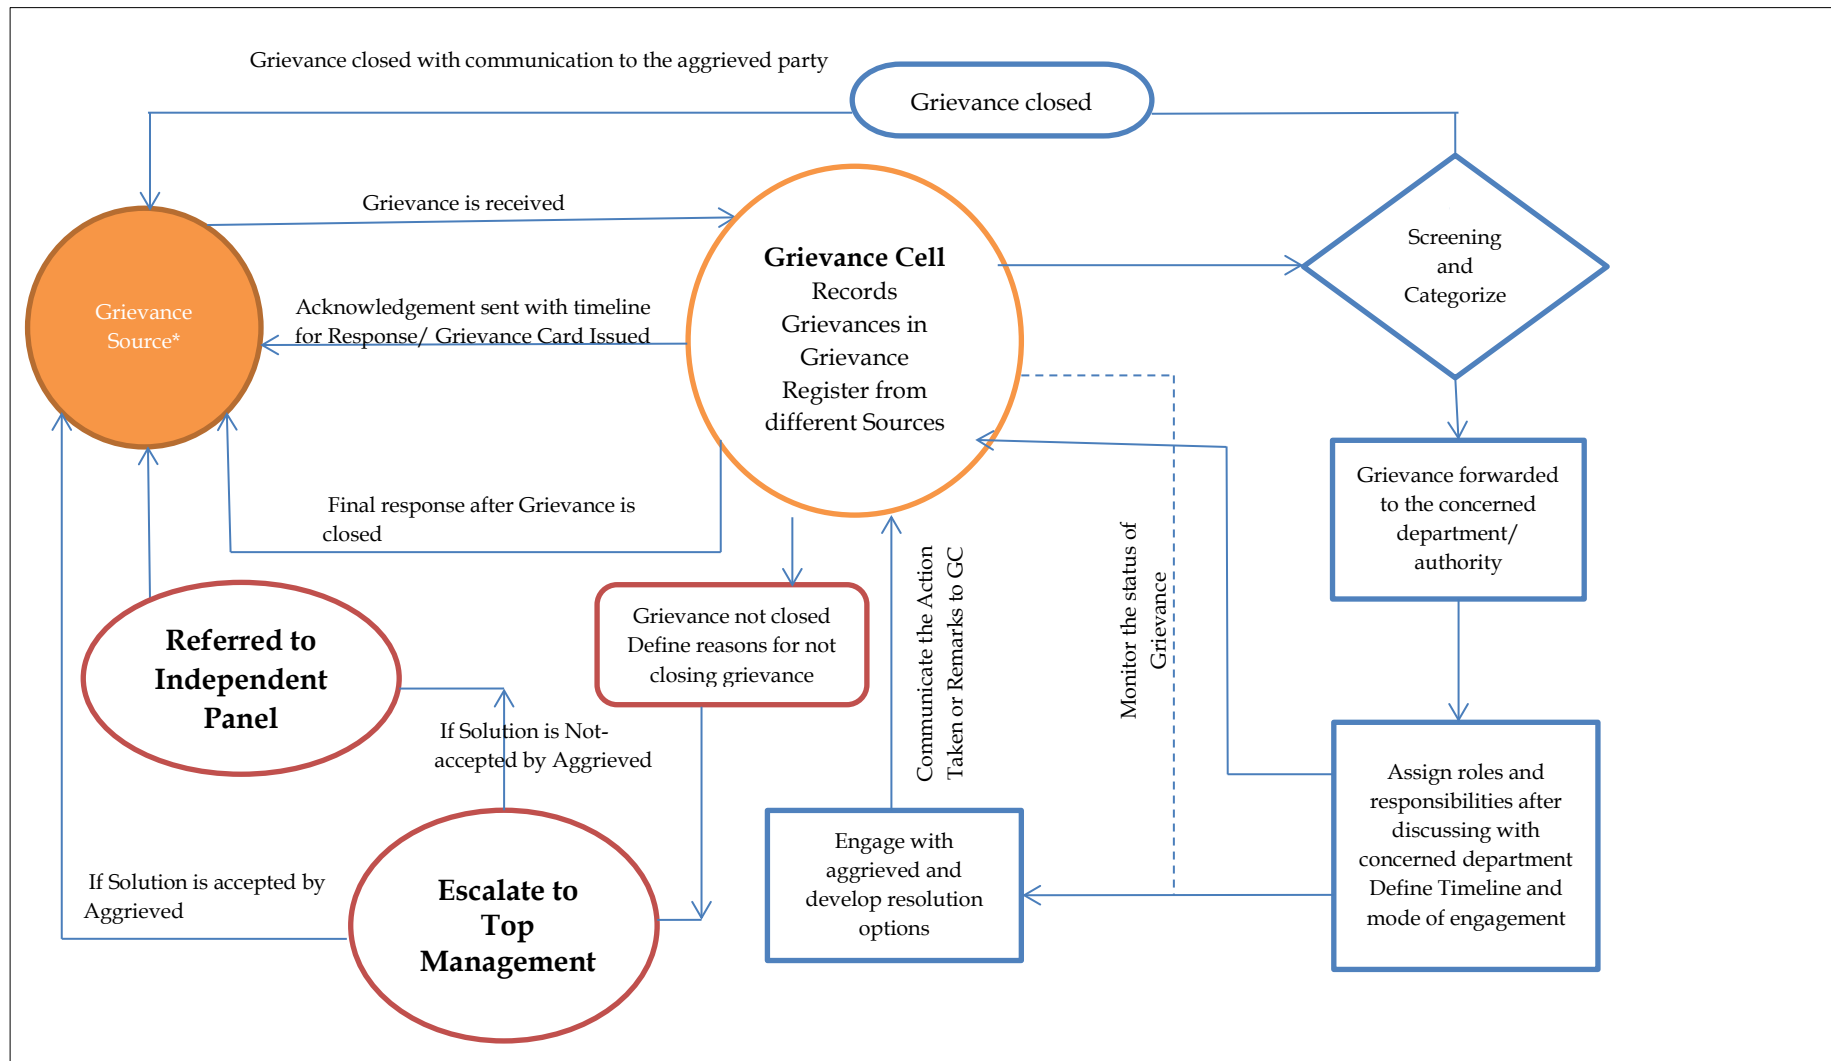 Grievance closed with communication to the aggrieved party
Grievance closed
Grievance is received
Grievance Cell
Records
Grievances in
Grievance
Register from
different Sources
Screening
and
Categorize
Grievance
Source*
Acknowledgement sent with timeline
for Response/ Grievance Card Issued
Final response after Grievance is
closed
Grievance forwarded
to the concerned
department/
authority
Grievance not closed
Define reasons for not
closing grievance
Communicate the Action
Taken or Remarks to GC
Monitor the status of
Grievance
Referred to
Independent
Panel
If Solution is Not-
accepted by Aggrieved
Assign roles and
responsibilities after
discussing with
concerned department
Define Timeline and
mode of engagement
Engage with
aggrieved and
develop resolution
options
If Solution is accepted by
Aggrieved
Escalate to
Top
Management